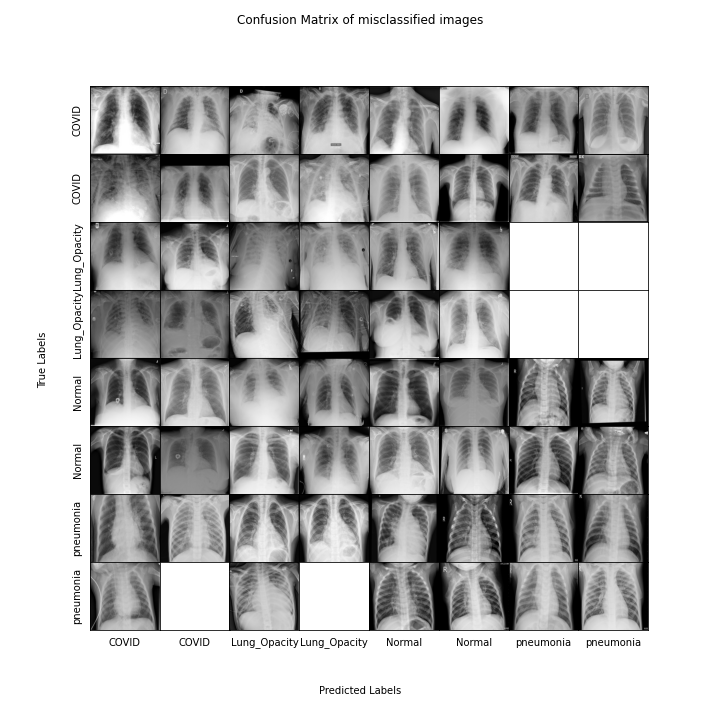 Confusion Matrix of misclassified images
True Labels
COVID
COVID
Lung_Opacity
Lung_Opacity
Normal
Normal
pneumonia
pneumonia
COVID COVID Lung_Opacity Lung_Opacity Normal Normal pneumonia pneumonia
Predicted Labels